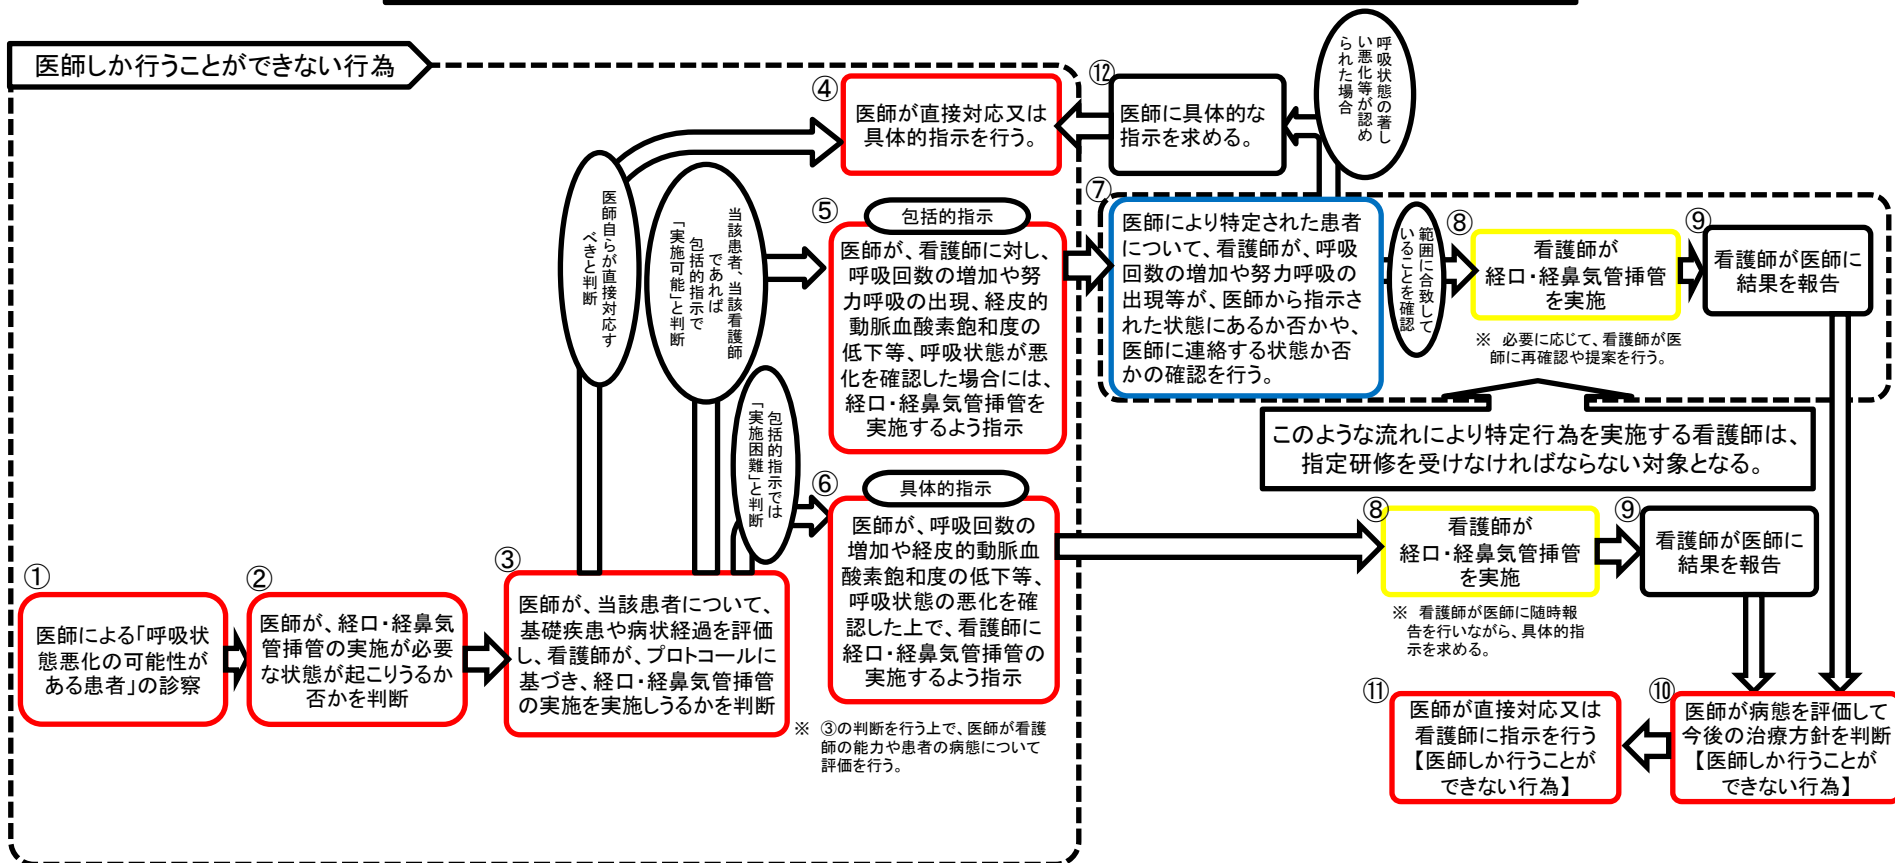 医師しか行うことができない行為
①
医師による「呼吸状
態悪化の可能性が
ある患者」の診察
②
医師が、経口・経鼻気
管挿管の実施が必要
な状態が起こりうるか
否かを判断
③
医師が、当該患者について、
基礎疾患や病状経過を評価
し、看護師が、プロトコールに
基づき、経口・経鼻気管挿管
の実施を実施しうるかを判断
※ ③の判断を行う上で、医師が看護
師の能力や患者の病態について
評価を行う。
医師自らが直接対応す
べきと判断
当該患者、当該看護師
であれば
包括的指示で
「実施可能」と判断
包括的指示では
「実施困難」と判断
④
医師が直接対応又は
具体的指示を行う。
⑤
包括的指示
医師が、看護師に対し、
呼吸回数の増加や努
力呼吸の出現、経皮的
動脈血酸素飽和度の
低下等、呼吸状態が悪
化を確認した場合には、
経口・経鼻気管挿管を
実施するよう指示
⑥
具体的指示
医師が、呼吸回数の
増加や経皮的動脈血
酸素飽和度の低下等、
呼吸状態の悪化を確
認した上で、看護師に
経口・経鼻気管挿管の
実施するよう指示
⑫
医師に具体的な
指示を求める。
呼吸状態の著し
い悪化等が認め
られた場合
⑦
医師により特定された患者
について、看護師が、呼吸
回数の増加や努力呼吸の
出現等が、医師から指示さ
れた状態にあるか否かや、
医師に連絡する状態か否
かの確認を行う。
範囲に合致して
いることを確認
⑧
看護師が
経口・経鼻気管挿管
を実施
※ 必要に応じて、看護師が医
師に再確認や提案を行う。
⑨
看護師が医師に
結果を報告
このような流れにより特定行為を実施する看護師は、
指定研修を受けなければならない対象となる。
⑧
看護師が
経口・経鼻気管挿管
を実施
※ 看護師が医師に随時報
告を行いながら、具体的指
示を求める。
⑨
看護師が医師に
結果を報告
⑩
医師が病態を評価して
今後の治療方針を判断
【医師しか行うことが
できない行為】
⑪
医師が直接対応又は
看護師に指示を行う
【医師しか行うことが
できない行為】